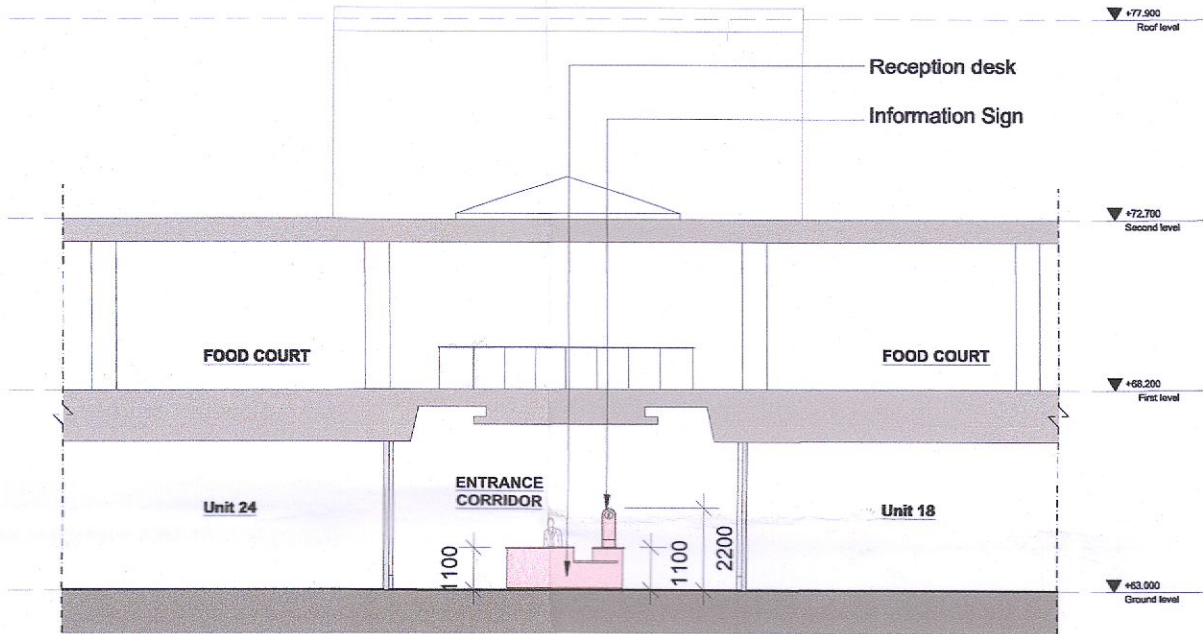 +77.900
Roof level
Reception desk
Information Sign
+72.700
Second level
FOOD COURT
FOOD COURT
+68.200
First level
ENTRANCE
CORRIDOR
Unit 24
Unit 18
1100
1100
2200
+63.000
Ground level